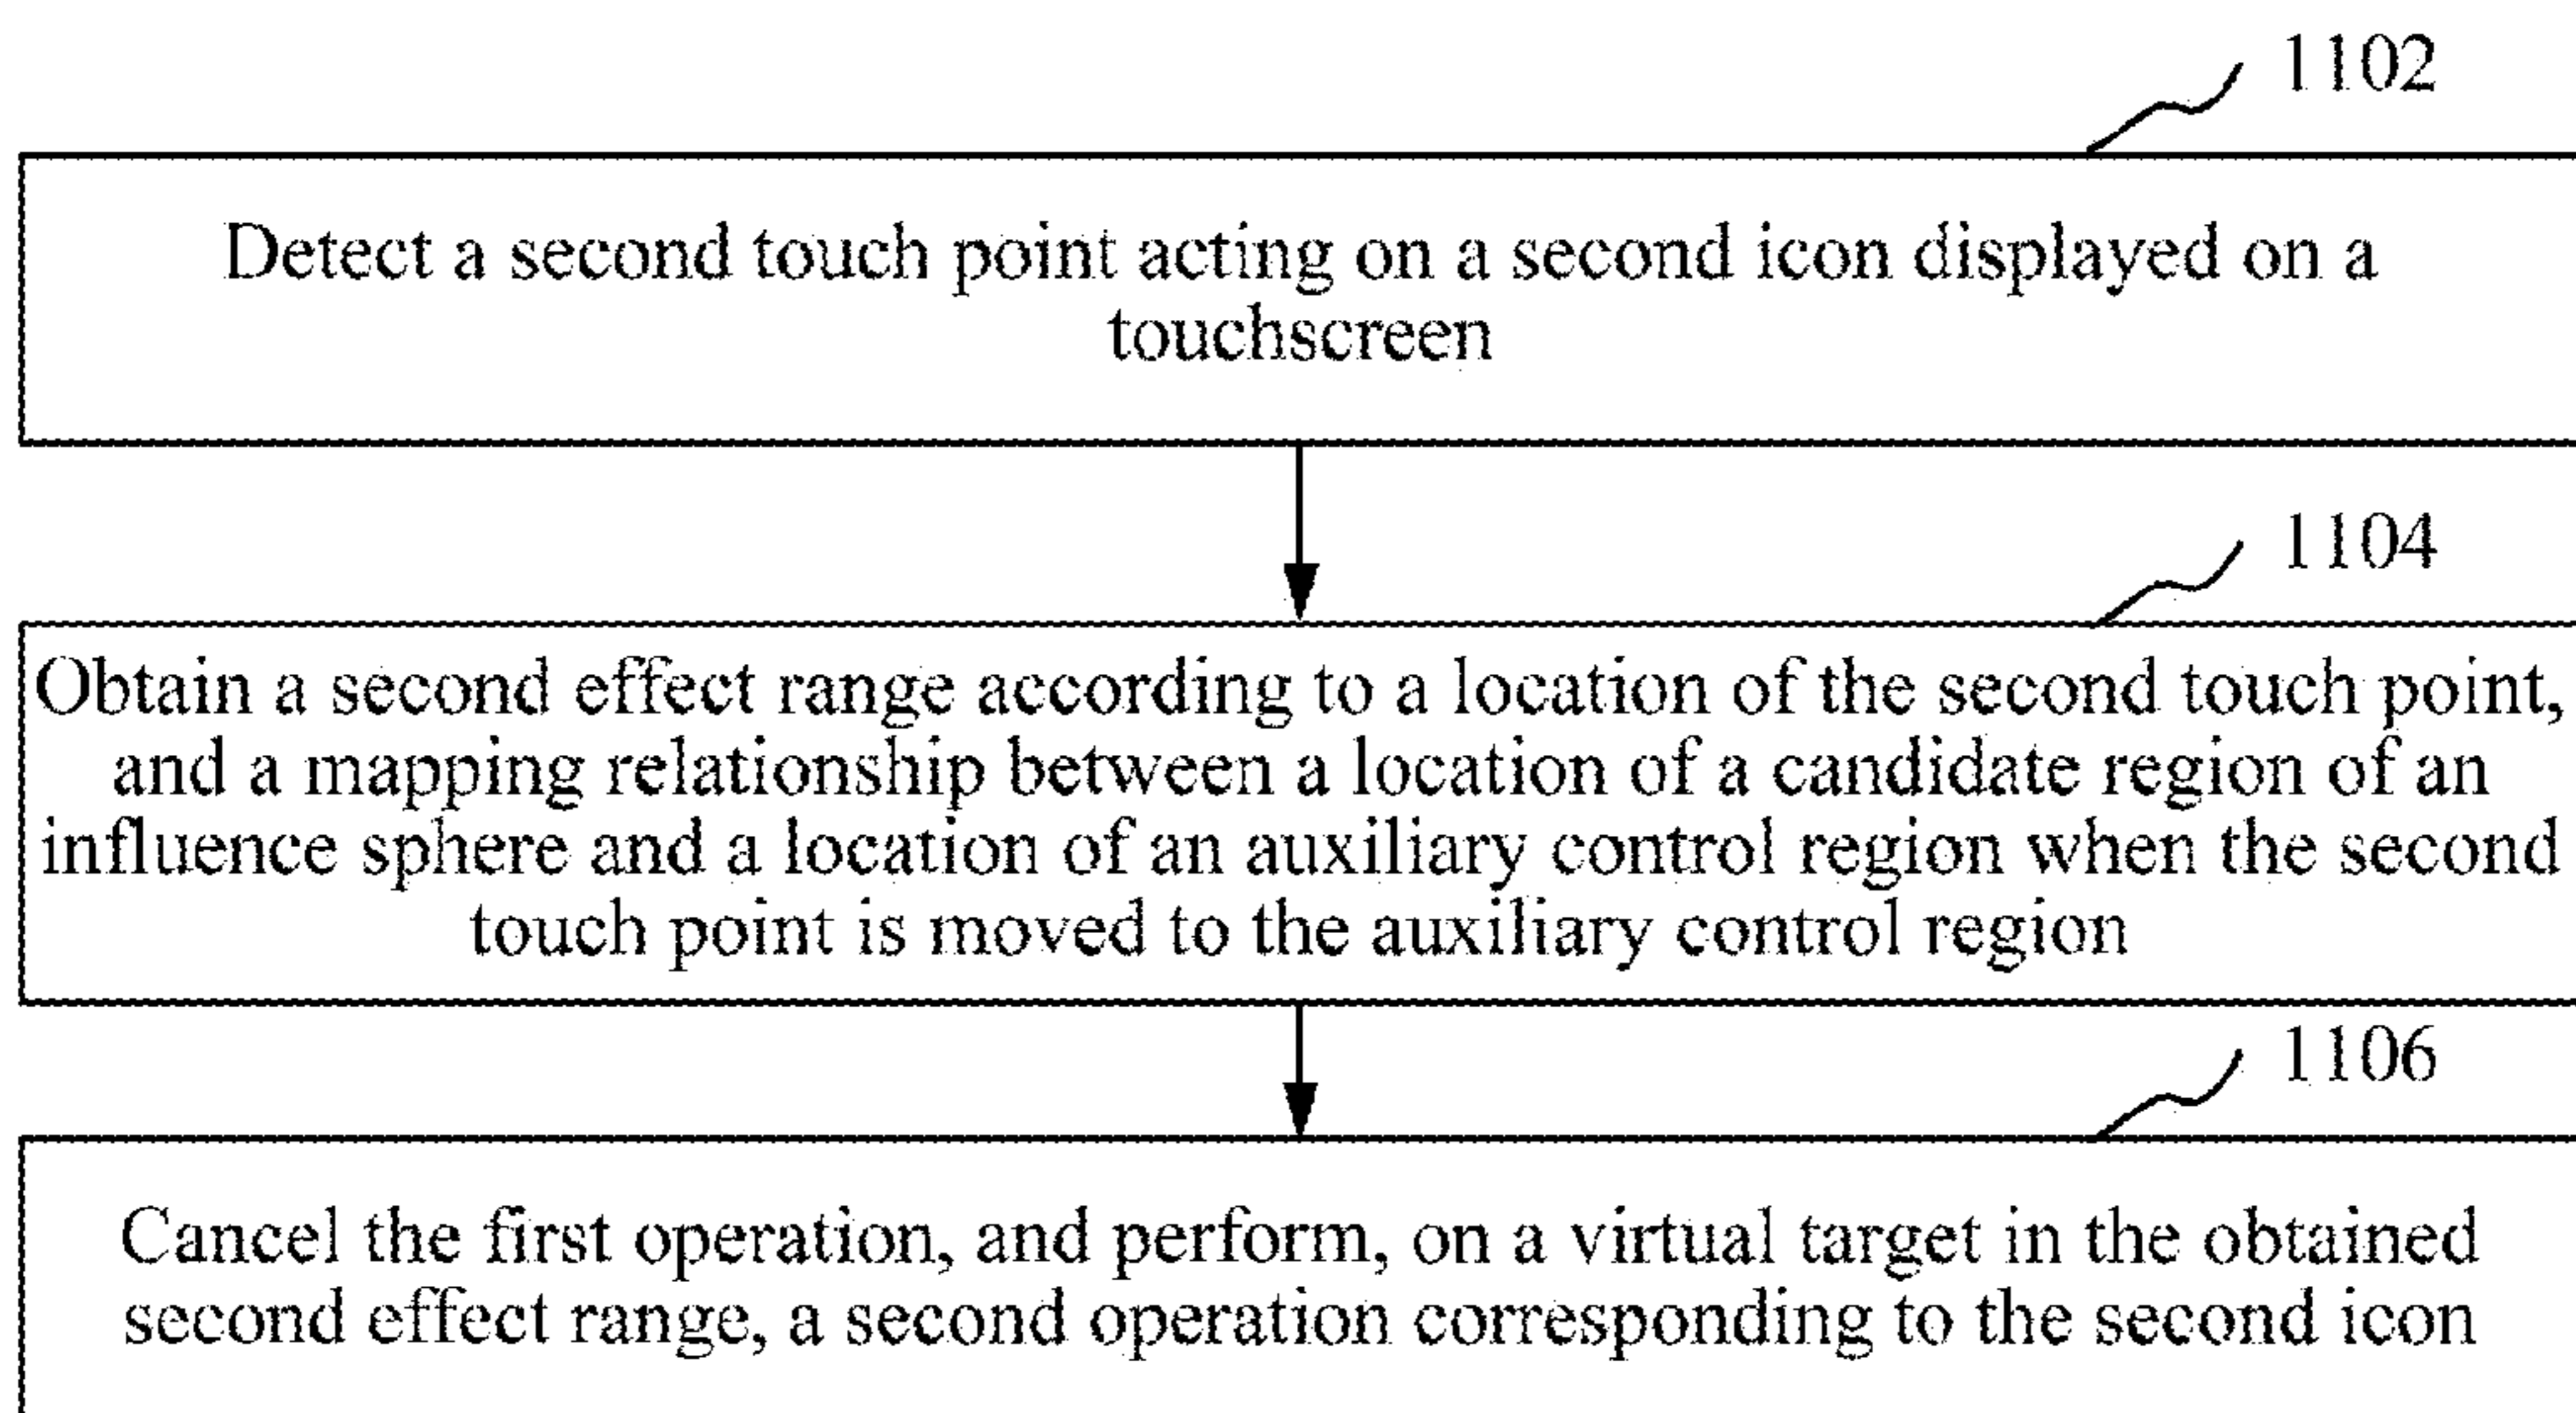 1102
Detect a second touch point acting on a second icon displayed on a
touchscreen
1104
Obtain a second effect range according to a location of the second touch point,
and a mapping relationship between a location of a candidate region of an
influence sphere and a location of an auxiliary control region when the second
touch point is moved to the auxiliary control region
1106
Cancel the first operation, and perform, on a virtual target in the obtained
second effect range, a second operation corresponding to the second icon